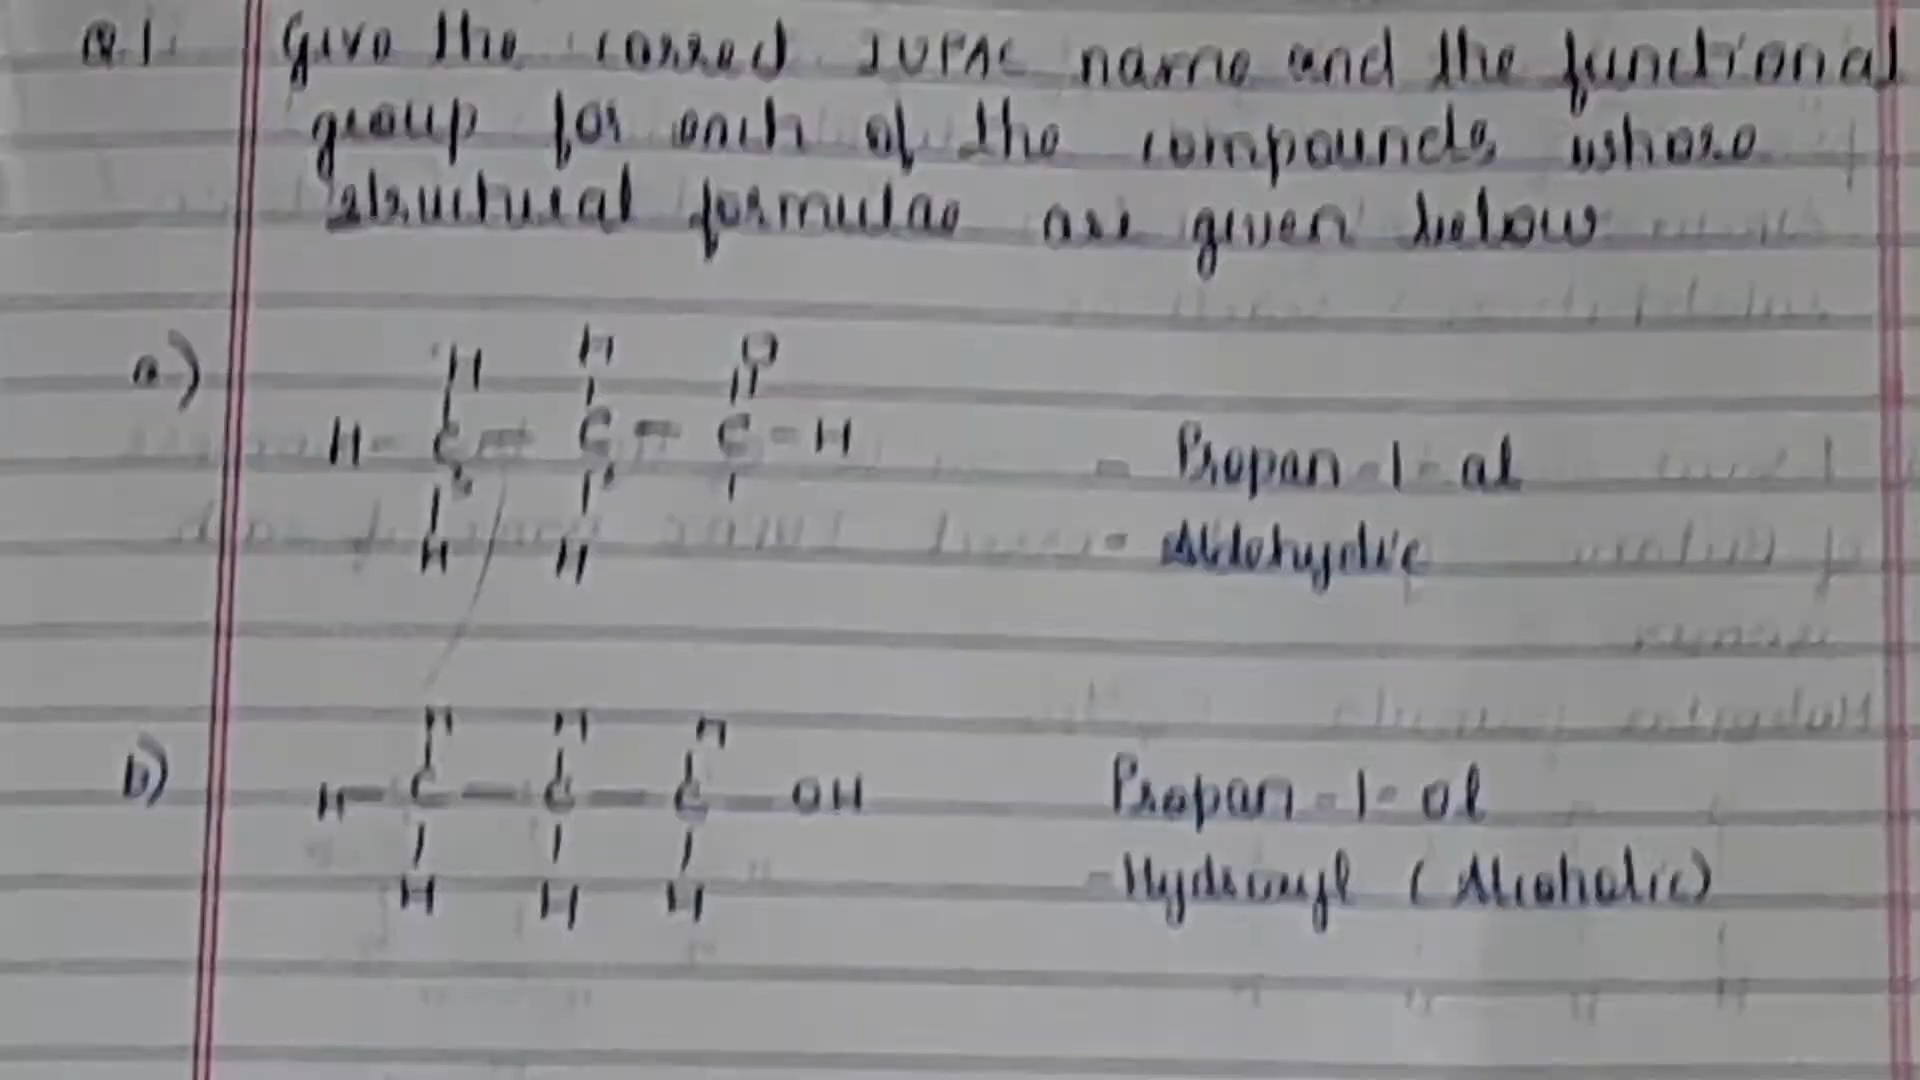 Q.1. Give the correct IUPAC name and the functional
group for each of the compounds whose
structural formulae are given below
a)
H H O
H - C - C - C - H - Propan-1-al
H H - Aldehydic
b)
H H H
H - C - C - C - OH Propan-1-ol
H H H - Hydroxyl (Alcoholic)